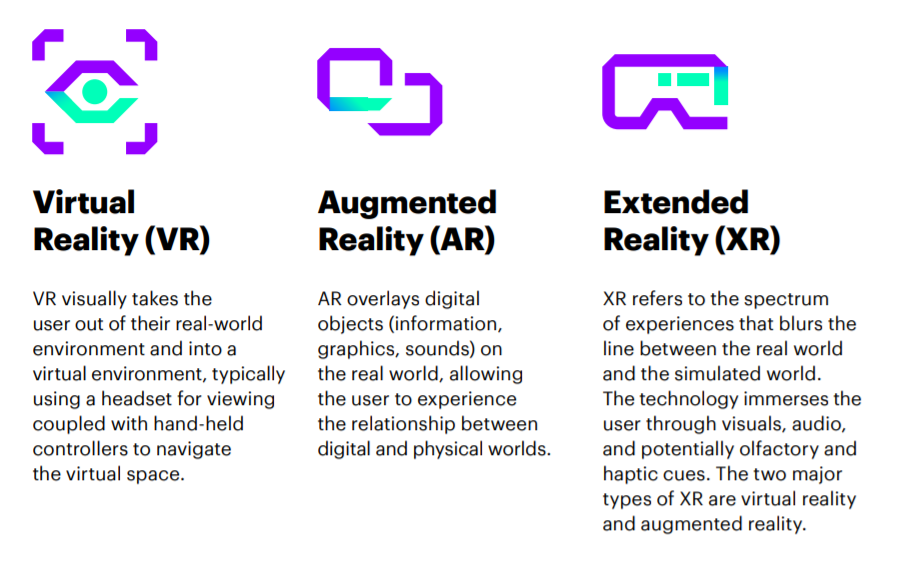 Virtual
Reality (VR)
VR visually takes the
user out of their real-world
environment and into a
virtual environment, typically
using a headset for viewing
coupled with hand-held
controllers to navigate
the virtual space.
Augmented
Reality (AR)
AR overlays digital
objects (information,
graphics, sounds) on
the real world, allowing
the user to experience
the relationship between
digital and physical worlds.
Extended
Reality (XR)
XR refers to the spectrum
of experiences that blurs the
line between the real world
and the simulated world.
The technology immerses the
user through visuals, audio,
and potentially olfactory and
haptic cues. The two major
types of XR are virtual reality
and augmented reality.